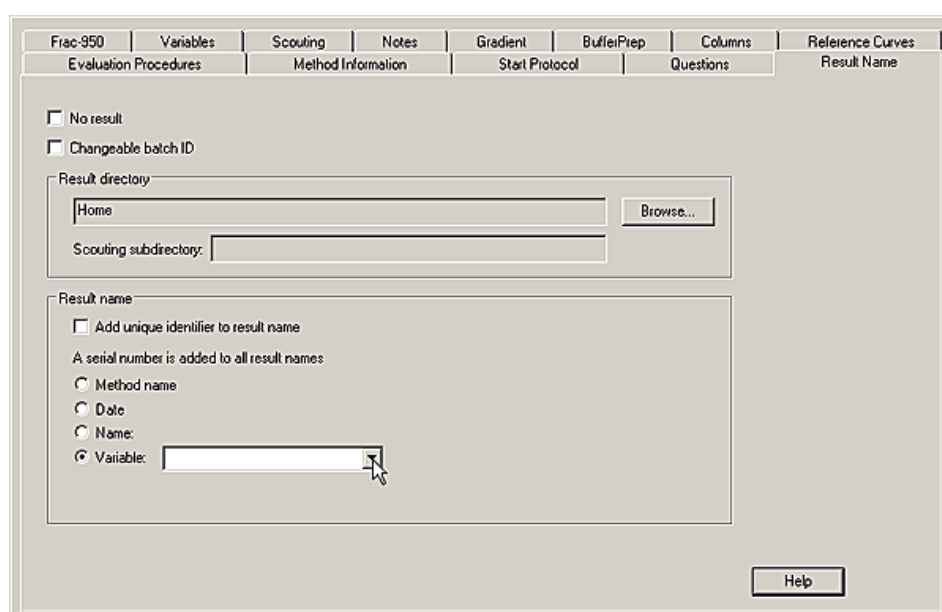 Frac-950 Variables Scouting Notes Gradient BufferPrep Columns Reference Curves
Evaluation Procedures Method Information Start Protocol Questions Result Name
No result
Changeable batch ID
Result directory
Home Browse...
Scouting subdirectory:
Result name
Add unique identifier to result name
A serial number is added to all result names
Method name
Date
Name:
Variable:
Help